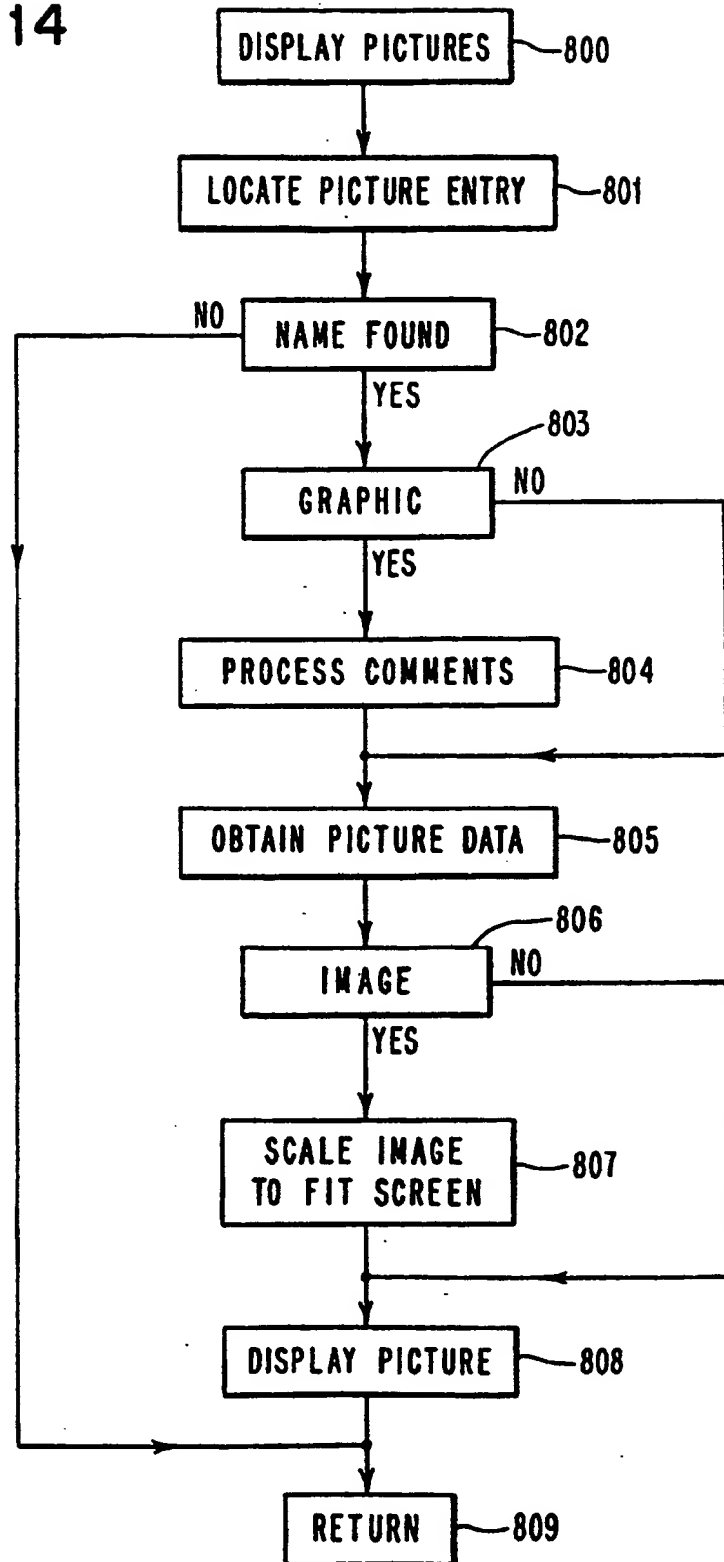 14
DISPLAY PICTURES 800
LOCATE PICTURE ENTRY 801
NO
NAME FOUND 802
YES
803
GRAPHIC NO
YES
PROCESS COMMENTS 804
OBTAIN PICTURE DATA 805
806
IMAGE NO
YES
SCALE IMAGE
TO FIT SCREEN 807
DISPLAY PICTURE 808
RETURN 809